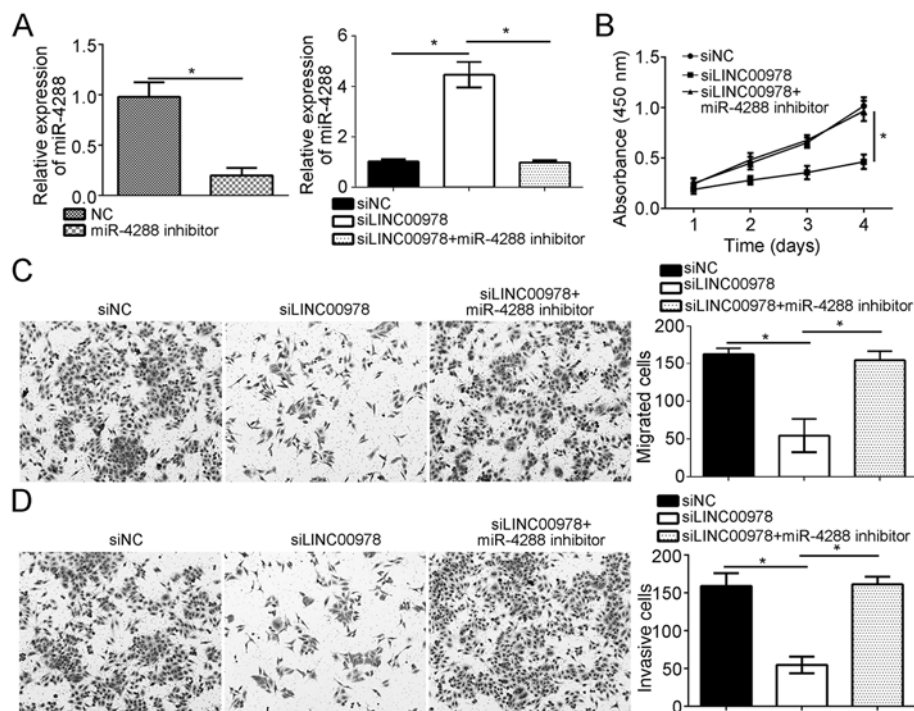 A
Relative expression
of miR-4288
1.5
1.0
0.5
0.0
*
NC
miR-4288 inhibitor
Relative expression
of miR-4288
6
4
2
0
*
*
siNC
siLINC00978
siLINC00978+miR-4288 inhibitor
B
Absorbance (450 nm)
1.5
1.0
0.5
0.0
siNC
siLINC00978
siLINC00978+
miR-4288 inhibitor
*
1 2 3 4
Time (days)
C
siNC
siLINC00978
siLINC00978+
miR-4288 inhibitor
siNC
siLINC00978
siLINC00978+miR-4288 inhibitor
Migrated cells
200
150
100
50
0
*
*
D
siNC
siLINC00978
siLINC00978+
miR-4288 inhibitor
siNC
siLINC00978
siLINC00978+miR-4288 inhibitor
Invasive cells
200
150
100
50
0
*
*